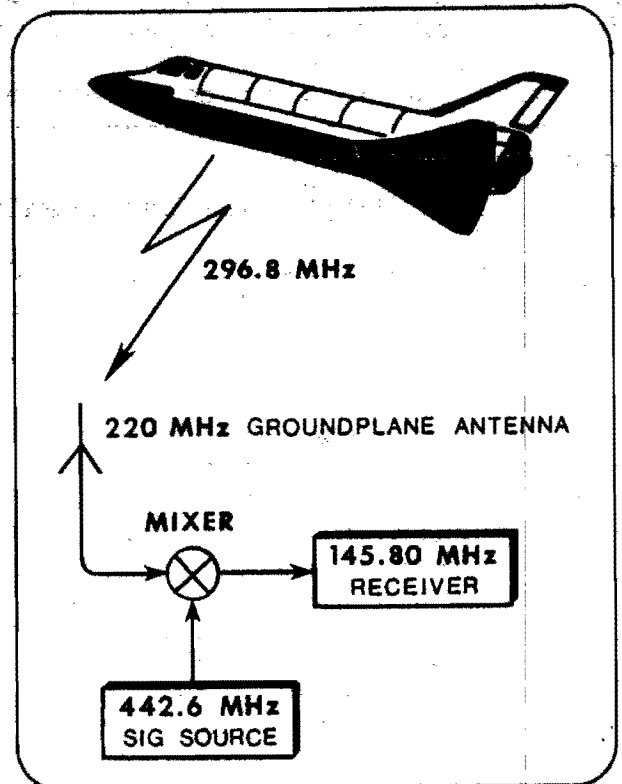 296.8 MHz
220 MHz GROUNDPLANE ANTENNA
MIXER
145.80 MHz
RECEIVER
442.6 MHz
SIG SOURCE